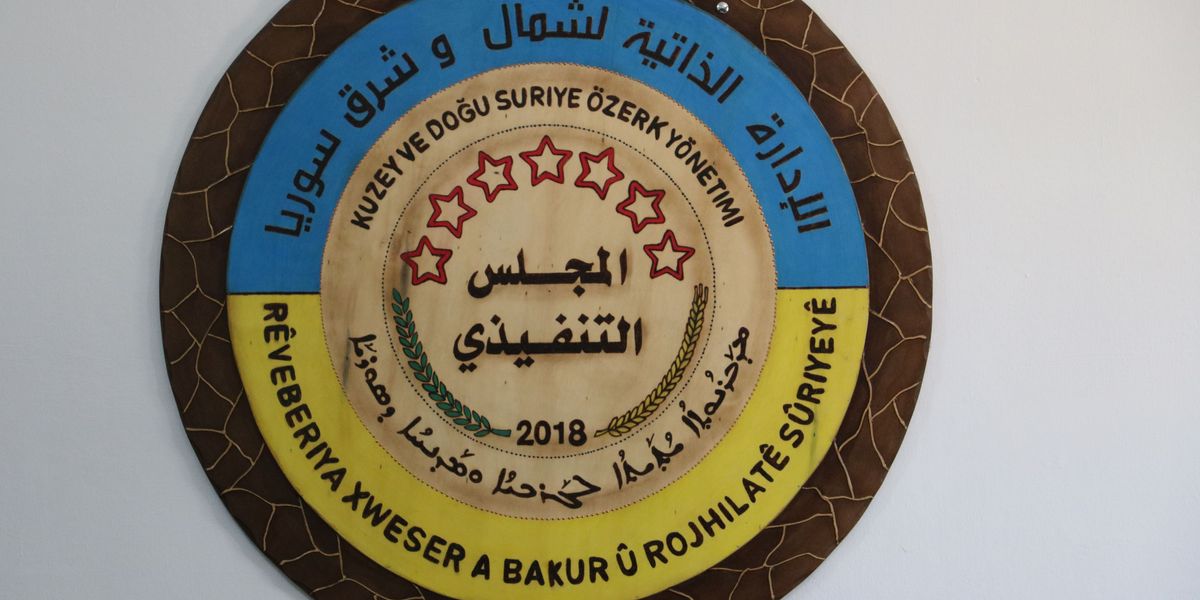 الإدارة الذاتية لشمال و شرق سوريا
KUZEY VE DOĞU SURIYE ÖZERK YÖNETIMI
المجلس
التنفيذي
2018
RÊVEBERIYA XWESER A BAKUR Û ROJHILATÊ SÛRIYEYÊ